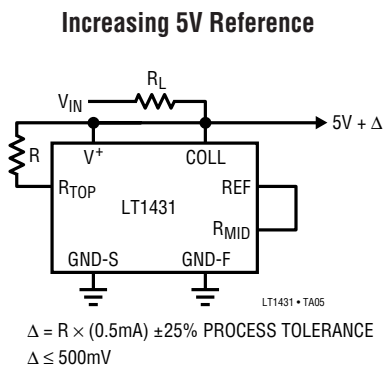 Increasing 5V Reference
R_L
V_IN
5V + Δ
R
V⁺
COLL
R_TOP
REF
LT1431
R_MID
GND-S
GND-F
LT1431 • TA05
Δ = R × (0.5mA) ±25% PROCESS TOLERANCE
Δ ≤ 500mV